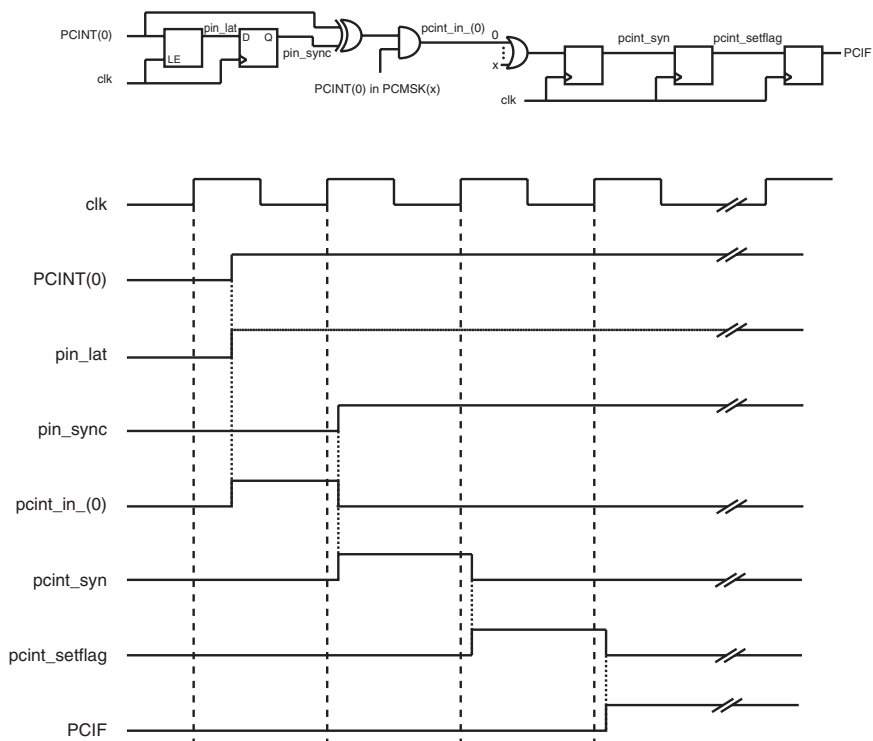 PCINT(0)
LE
pin_lat
D Q
pin_sync
clk
PCINT(0) in PCMSK(x)
pcint_in_(0)
0
x
clk
pcint_syn
pcint_setflag
PCIF
clk
PCINT(0)
pin_lat
pin_sync
pcint_in_(0)
pcint_syn
pcint_setflag
PCIF